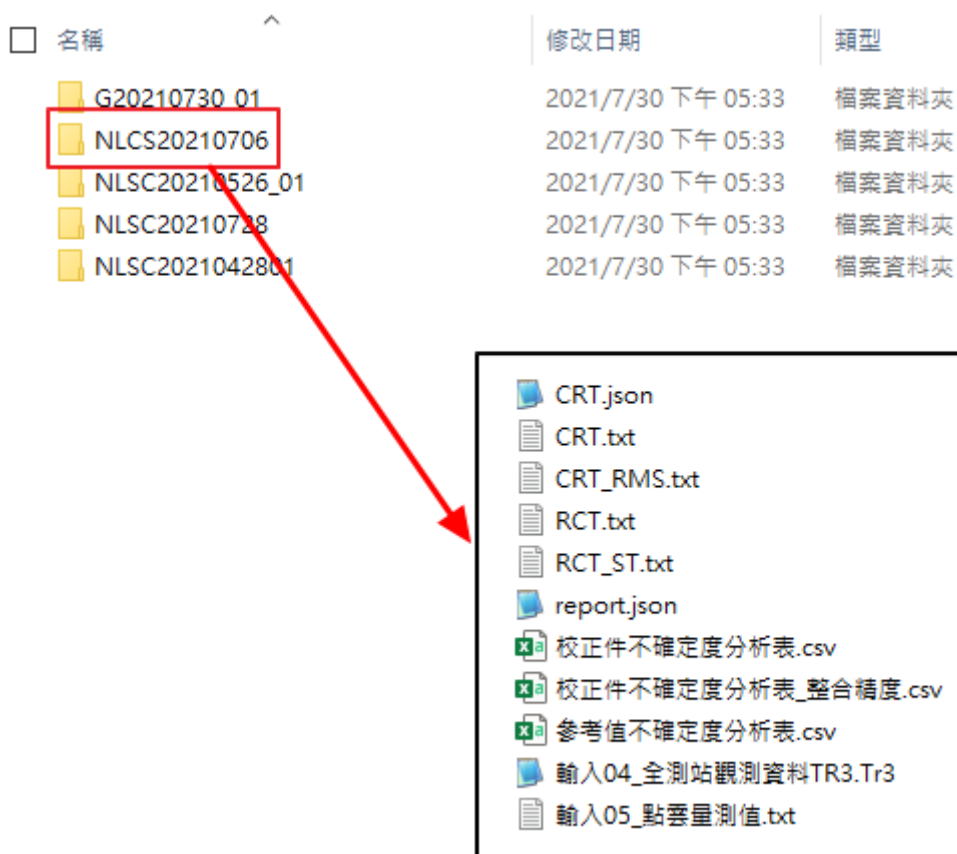 名稱 修改日期 類型
G20210730_01 2021/7/30 下午 05:33 檔案資料夾
NLCS20210706 2021/7/30 下午 05:33 檔案資料夾
NLSC20210526_01 2021/7/30 下午 05:33 檔案資料夾
NLSC20210728 2021/7/30 下午 05:33 檔案資料夾
NLSC2021042801 2021/7/30 下午 05:33 檔案資料夾
CRT.json
CRT.txt
CRT_RMS.txt
RCT.txt
RCT_ST.txt
report.json
校正件不確定度分析表.csv
校正件不確定度分析表_整合精度.csv
參考值不確定度分析表.csv
輸入04_全測站觀測資料TR3.Tr3
輸入05_點雲量測值.txt